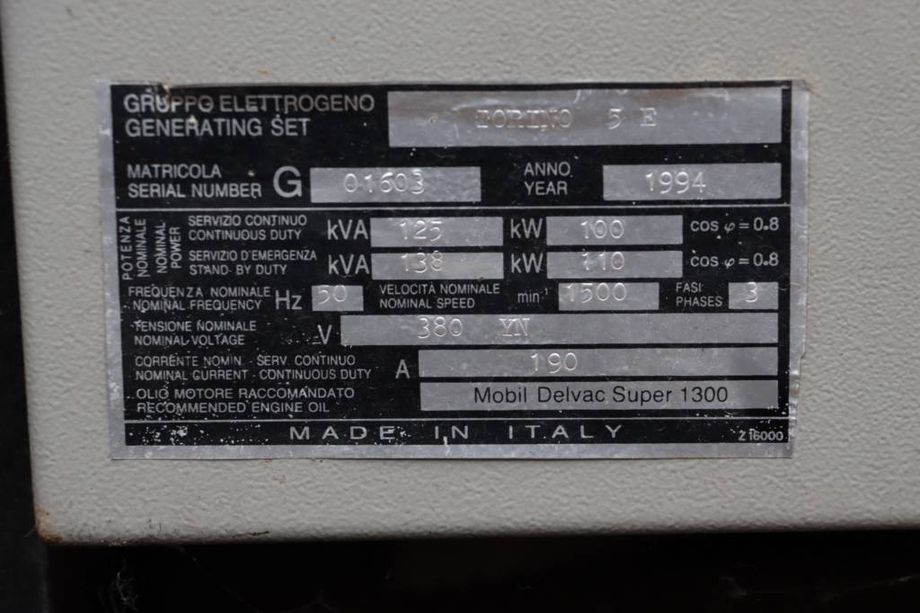 GRUPPO ELETTROGENO
GENERATING SET
TORINO 5 E
MATRICOLA
SERIAL NUMBER G 01603
ANNO
YEAR 1994
POTENZA NOMINALE
NOMINAL POWER
SERVIZIO CONTINUO
CONTINUOUS DUTY kVA 125 kW 100 cos φ = 0.8
SERVIZIO D'EMERGENZA
STAND-BY DUTY kVA 138 kW 110 cos φ = 0.8
FREQUENZA NOMINALE
NOMINAL FREQUENCY Hz 50
VELOCITÀ NOMINALE
NOMINAL SPEED min⁻¹ 1500
FASI
PHASES 3
TENSIONE NOMINALE
NOMINAL VOLTAGE V 380 YN
CORRENTE NOMIN. - SERV. CONTINUO
NOMINAL CURRENT - CONTINUOUS DUTY A 190
OLIO MOTORE RACCOMANDATO
RECOMMENDED ENGINE OIL Mobil Delvac Super 1300
MADE IN ITALY
Z 16000